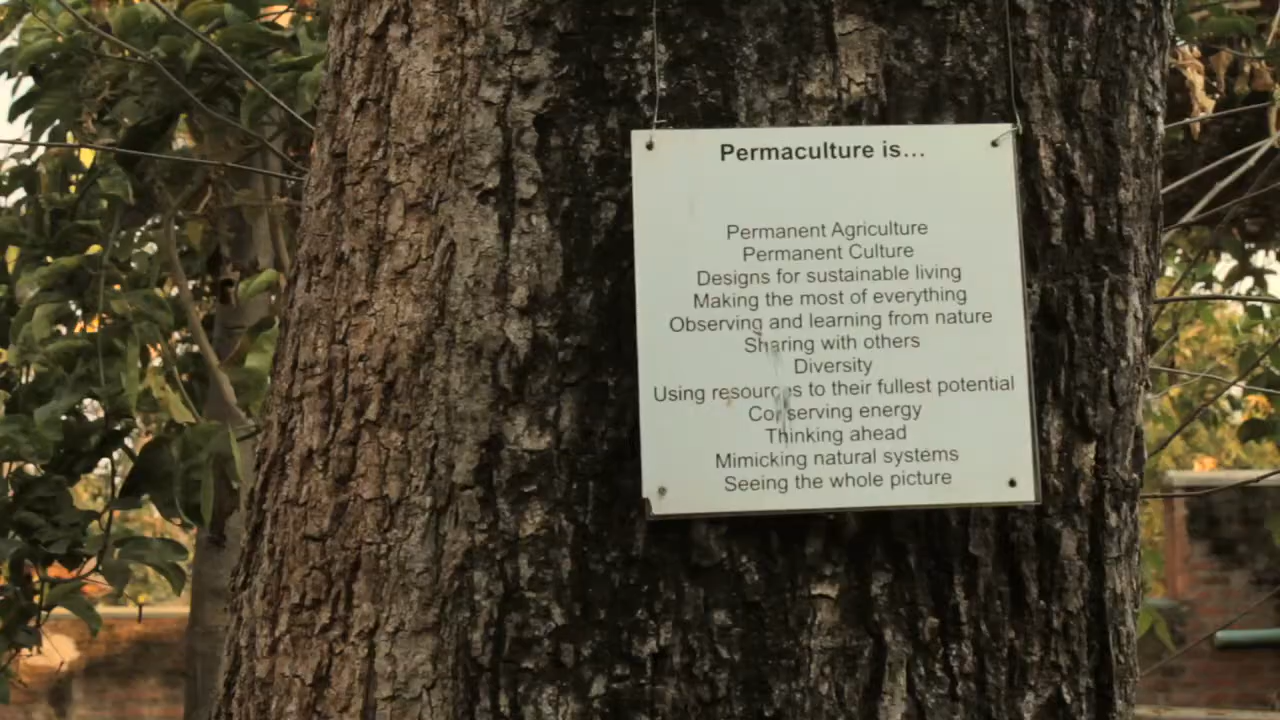 Permaculture is...
Permanent Agriculture
Permanent Culture
Designs for sustainable living
Making the most of everything
Observing and learning from nature
Sharing with others
Diversity
Using resources to their fullest potential
Conserving energy
Thinking ahead
Mimicking natural systems
Seeing the whole picture